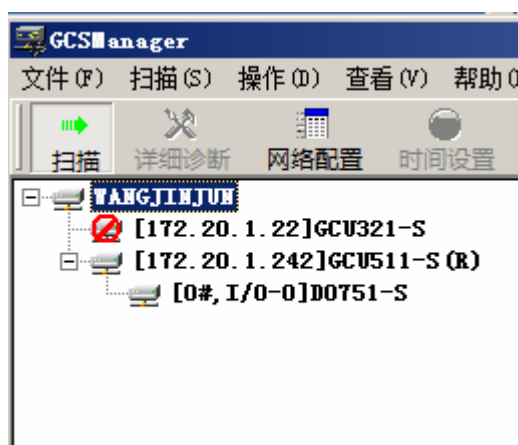 GCSManager
文件(F) 扫描(S) 操作(D) 查看(V) 帮助(
扫描 详细诊断 网络配置 时间设置
WANGJINJUN
[172.20.1.22]GCU321-S
[172.20.1.242]GCU511-S(R)
[0#,I/0-0]DO751-S